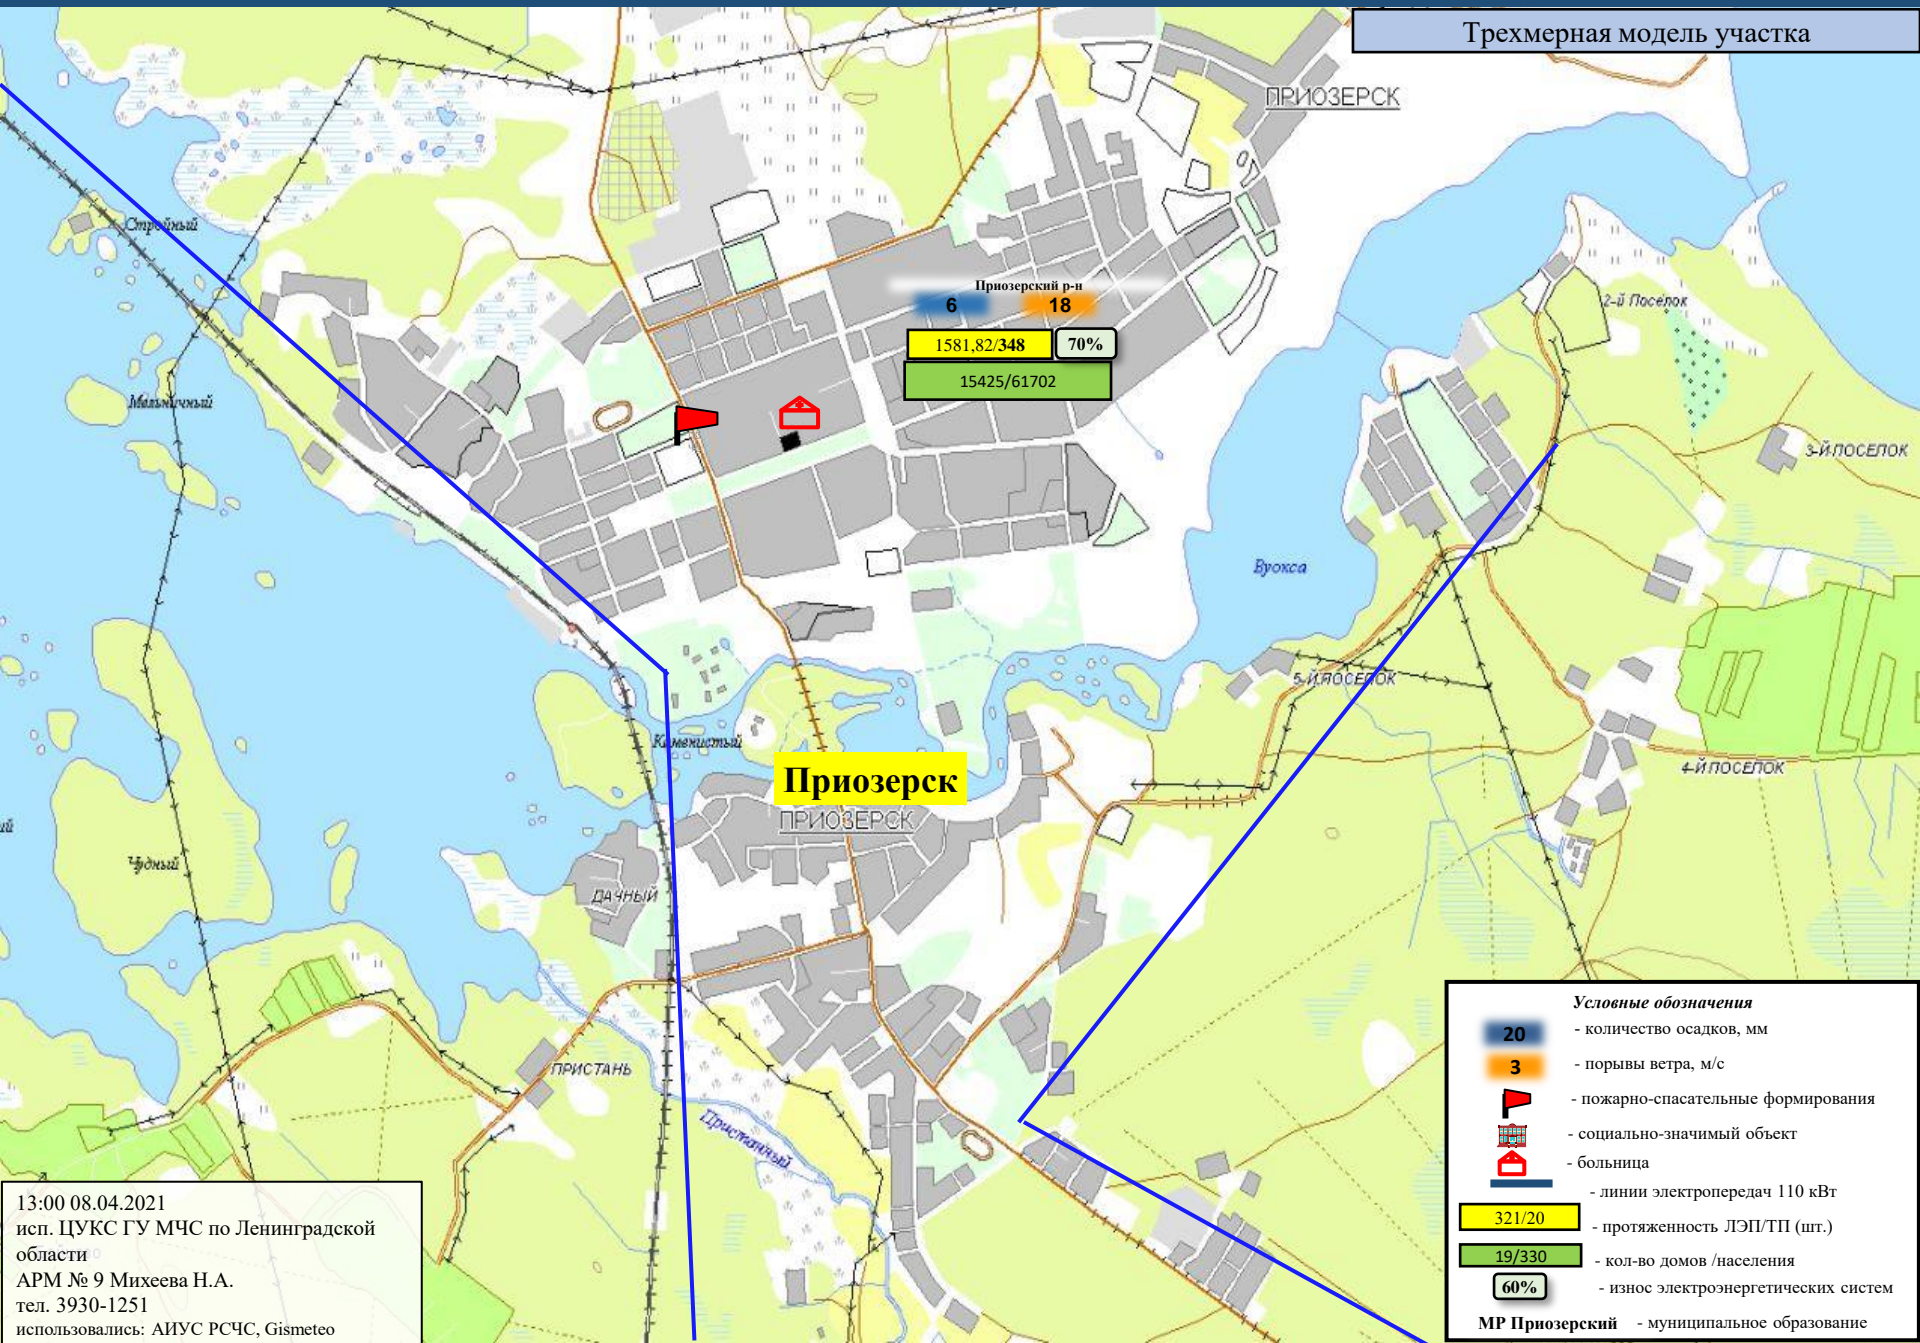 Трехмерная модель участка
ПРИОЗЕРСК
Стройный
Приозерский р-н
6 18
1581,82/348 70%
15425/61702
2-й Поселок
Мельничный
3-Й ПОСЕЛОК
Вуокса
5-Й ПОСЕЛОК
Каменистый
4-Й ПОСЕЛОК
Приозерск
ПРИОЗЕРСК
Чудный
ДАЧНЫЙ
ПРИСТАНЬ
Пристанный
Условные обозначения
20 - количество осадков, мм
3 - порывы ветра, м/с
- пожарно-спасательные формирования
- социально-значимый объект
- больница
- линии электропередач 110 кВт
321/20 - протяженность ЛЭП/ТП (шт.)
19/330 - кол-во домов /населения
60% - износ электроэнергетических систем
МР Приозерский - муниципальное образование
13:00 08.04.2021
исп. ЦУКС ГУ МЧС по Ленинградской
области
АРМ № 9 Михеева Н.А.
тел. 3930-1251
использовались: АИУС РСЧС, Gismeteo